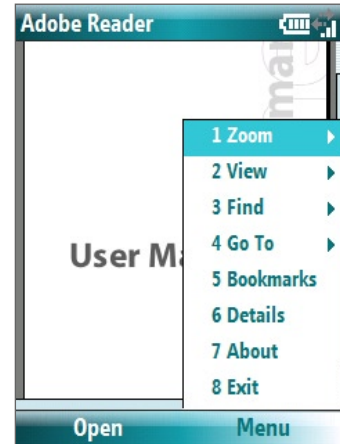 Adobe Reader
1 Zoom
2 View
3 Find
4 Go To
5 Bookmarks
6 Details
7 About
8 Exit
User Ma
Open
Menu